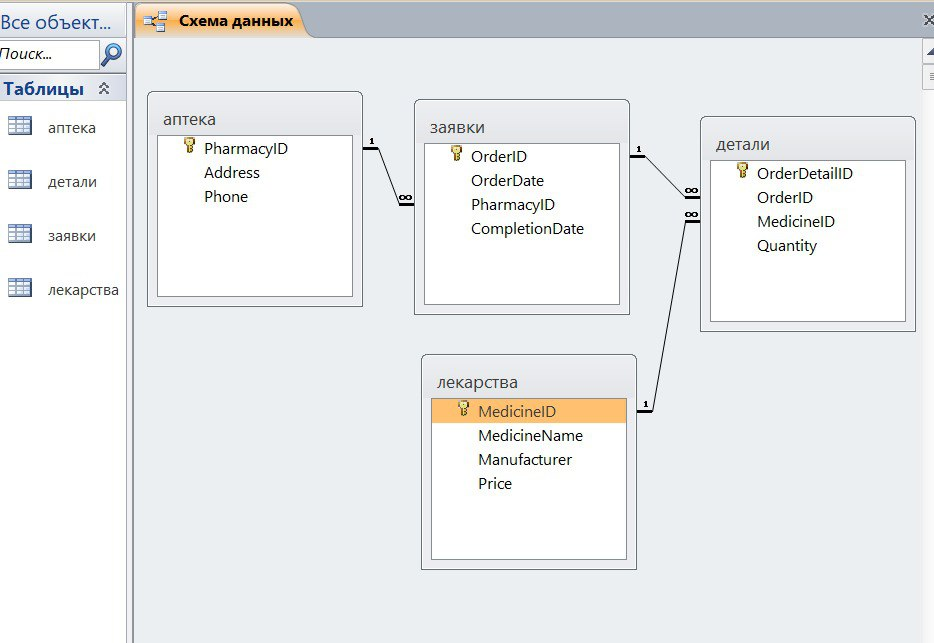 Все объект...
Поиск...
Таблицы
аптека
детали
заявки
лекарства
Схема данных
аптека
PharmacyID
Address
Phone
1
∞
заявки
OrderID
OrderDate
PharmacyID
CompletionDate
1
∞
∞
детали
OrderDetailID
OrderID
MedicineID
Quantity
лекарства
MedicineID
MedicineName
Manufacturer
Price
1